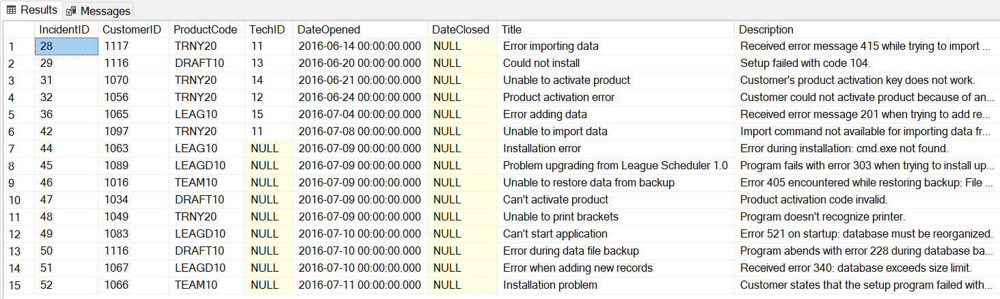 Results Messages
IncidentID CustomerID ProductCode TechID DateOpened DateClosed Title Description
1 28 1117 TRNY20 11 2016-06-14 00:00:00.000 NULL Error importing data Received error message 415 while trying to import ...
2 29 1116 DRAFT10 13 2016-06-20 00:00:00.000 NULL Could not install Setup failed with code 104.
3 31 1070 TRNY20 14 2016-06-21 00:00:00.000 NULL Unable to activate product Customer's product activation key does not work.
4 32 1056 TRNY20 12 2016-06-24 00:00:00.000 NULL Product activation error Customer could not activate product because of an...
5 36 1065 LEAG10 15 2016-07-04 00:00:00.000 NULL Error adding data Received error message 201 when trying to add re...
6 42 1097 TRNY20 11 2016-07-08 00:00:00.000 NULL Unable to import data Import command not available for importing data fr...
7 44 1063 LEAG10 NULL 2016-07-09 00:00:00.000 NULL Installation error Error during installation: cmd.exe not found.
8 45 1089 LEAGD10 NULL 2016-07-09 00:00:00.000 NULL Problem upgrading from League Scheduler 1.0 Program fails with error 303 when trying to install up...
9 46 1016 TEAM10 NULL 2016-07-09 00:00:00.000 NULL Unable to restore data from backup Error 405 encountered while restoring backup: File ...
10 47 1034 DRAFT10 NULL 2016-07-09 00:00:00.000 NULL Can't activate product Product activation code invalid.
11 48 1049 TRNY20 NULL 2016-07-09 00:00:00.000 NULL Unable to print brackets Program doesn't recognize printer.
12 49 1083 LEAGD10 NULL 2016-07-10 00:00:00.000 NULL Can't start application Error 521 on startup: database must be reorganized.
13 50 1116 DRAFT10 NULL 2016-07-10 00:00:00.000 NULL Error during data file backup Program abends with error 228 during database ba...
14 51 1067 LEAGD10 NULL 2016-07-10 00:00:00.000 NULL Error when adding new records Received error 340: database exceeds size limit.
15 52 1066 TEAM10 NULL 2016-07-11 00:00:00.000 NULL Installation problem Customer states that the setup program failed with...